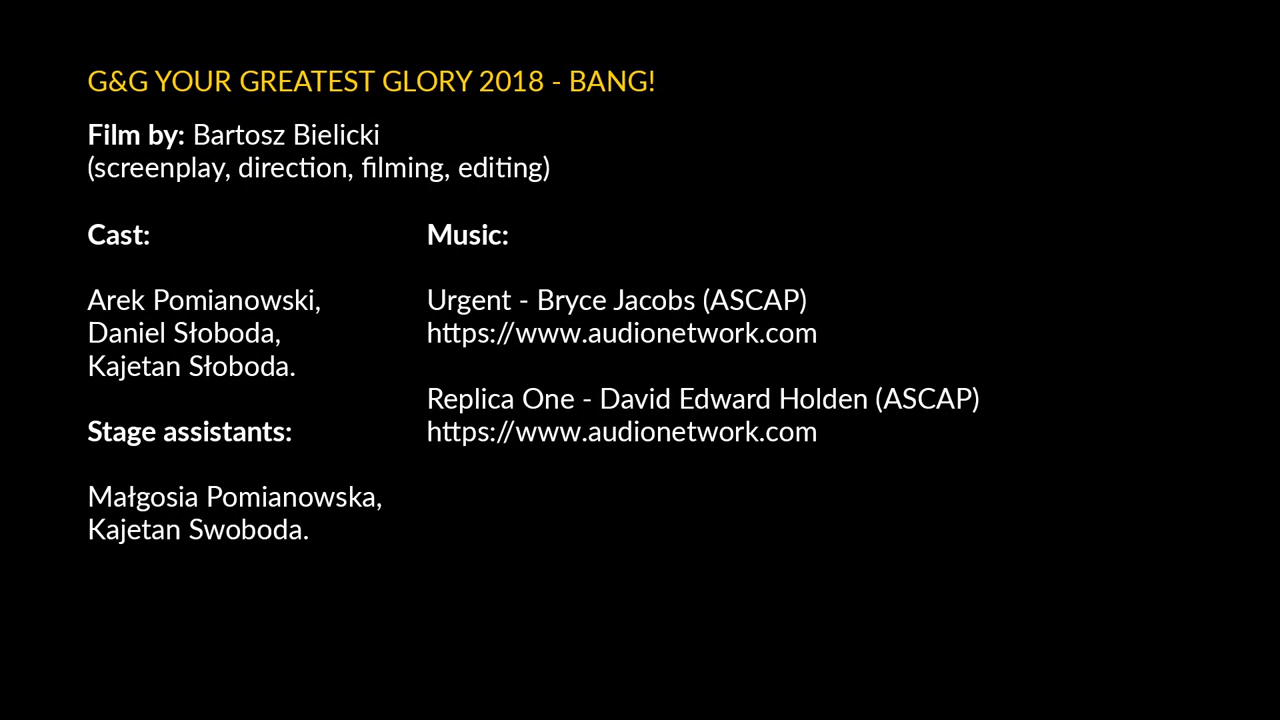 G&G YOUR GREATEST GLORY 2018 - BANG!
Film by: Bartosz Bielicki
(screenplay, direction, filming, editing)
Cast:
Arek Pomianowski,
Daniel Słoboda,
Kajetan Słoboda.
Stage assistants:
Małgosia Pomianowska,
Kajetan Swoboda.
Music:
Urgent - Bryce Jacobs (ASCAP)
https://www.audionetwork.com
Replica One - David Edward Holden (ASCAP)
https://www.audionetwork.com